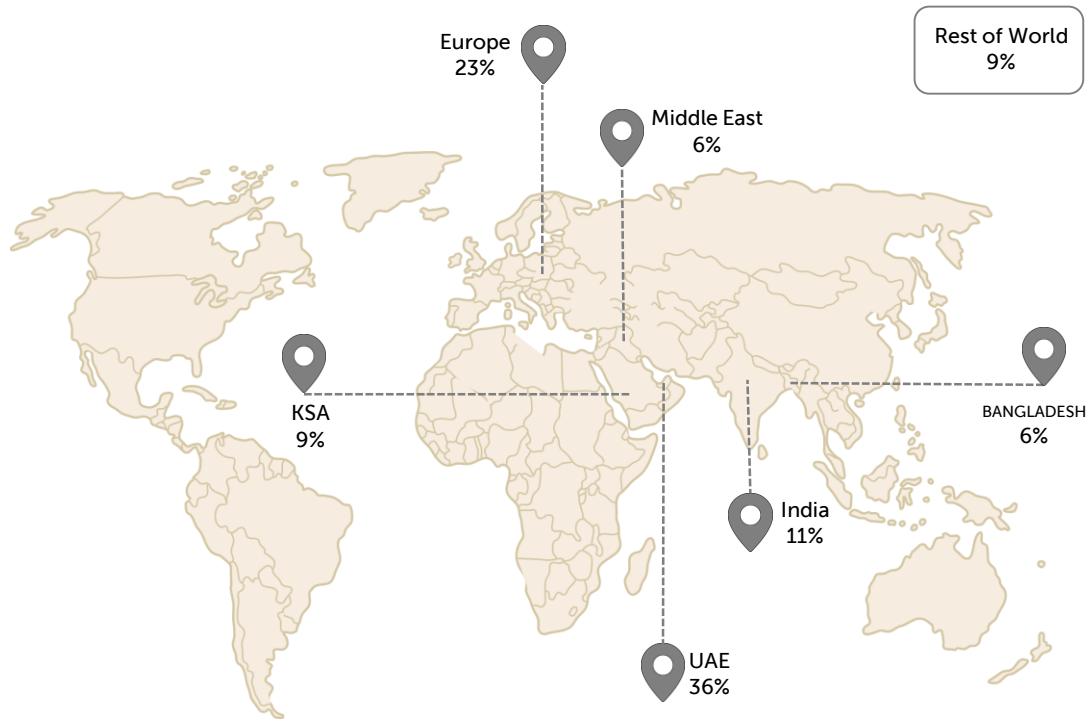 Rest of World
9%
Europe
23%
Middle East
6%
KSA
9%
BANGLADESH
6%
India
11%
UAE
36%